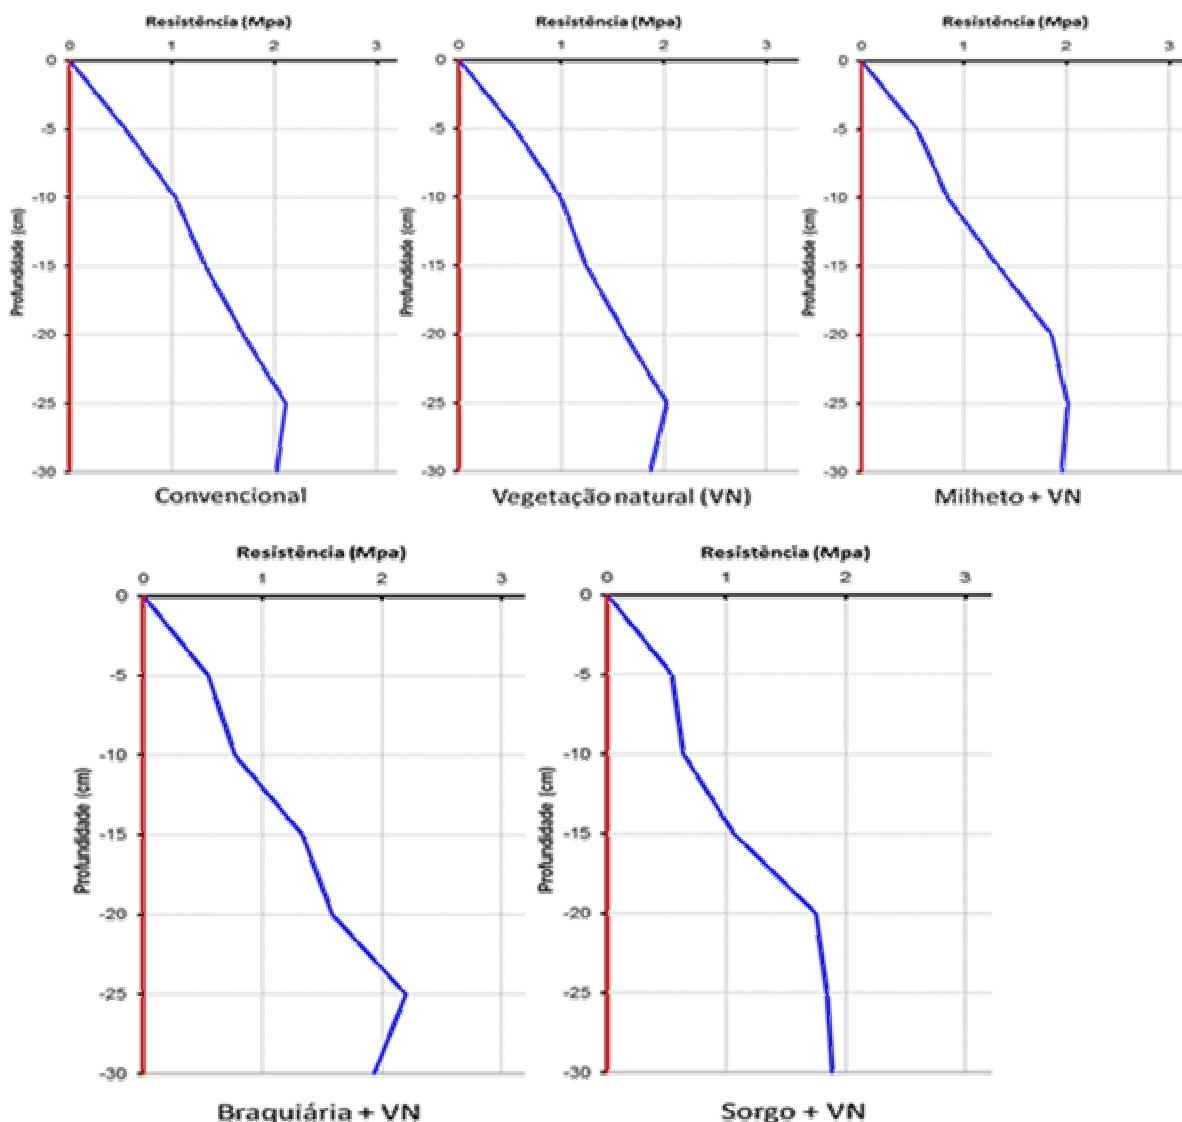 Resistência (Mpa)
0 1 2 3
0
-5
-10
-15
-20
-25
-30
Profundidade (cm)
Convencional
Resistência (Mpa)
0 1 2 3
0
-5
-10
-15
-20
-25
-30
Profundidade (cm)
Vegetação natural (VN)
Resistência (Mpa)
0 1 2 3
0
-5
-10
-15
-20
-25
-30
Profundidade (cm)
Milheto + VN
Resistência (Mpa)
0 1 2 3
0
-5
-10
-15
-20
-25
-30
Profundidade (cm)
Braquiária + VN
Resistência (Mpa)
0 1 2 3
0
-5
-10
-15
-20
-25
-30
Profundidade (cm)
Sorgo + VN